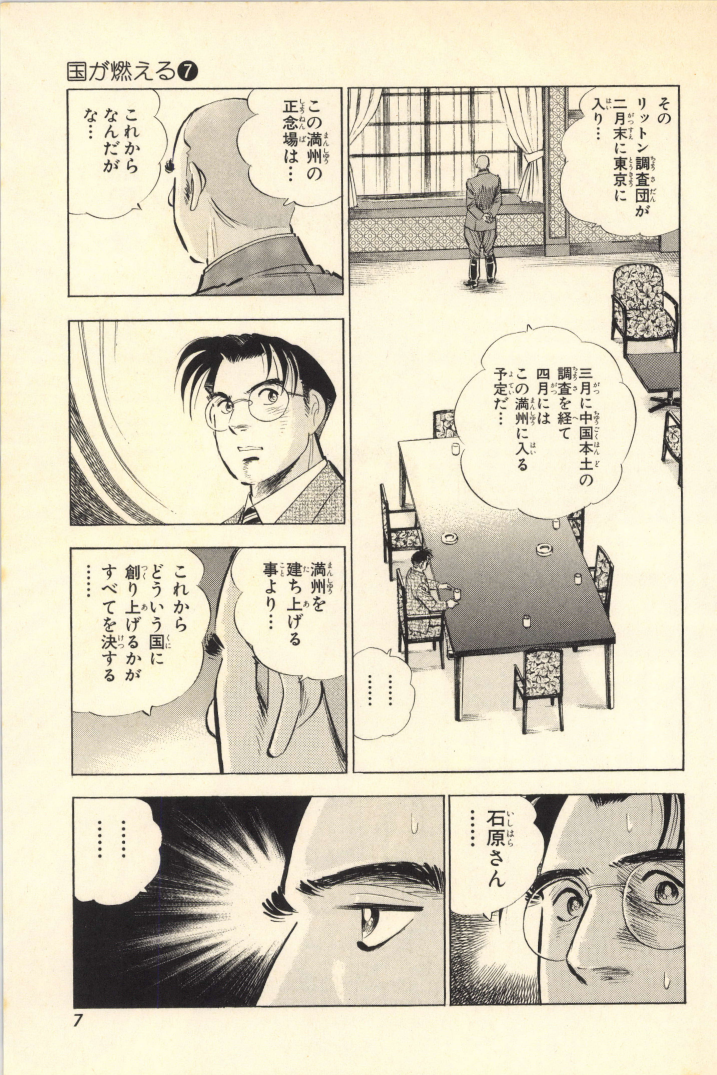 国が燃える❼
その
リットン調査団が
二月末に東京に
入り…
三月に中国本土の
調査を経て
四月には
この満州に入る
予定だ…
……
……
この満州の
正念場は…
これから
なんだが
な…
満州を
建ち上げる
事より…
これから
どういう国に
創り上げるかが
すべてを決する
……
石原さん
……
……
……
7